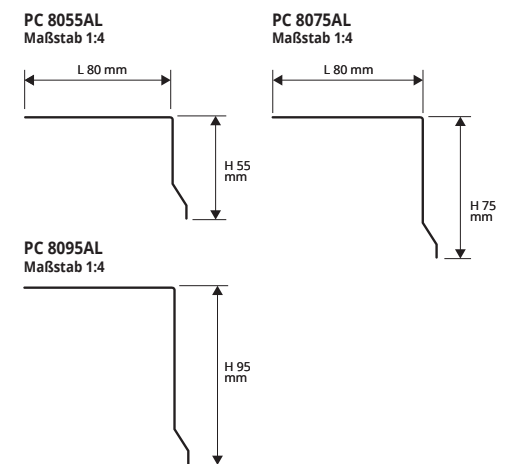 PC 8055AL
Maßstab 1:4
L 80 mm
H 55
mm
PC 8075AL
Maßstab 1:4
L 80 mm
H 75
mm
PC 8095AL
Maßstab 1:4
H 95
mm